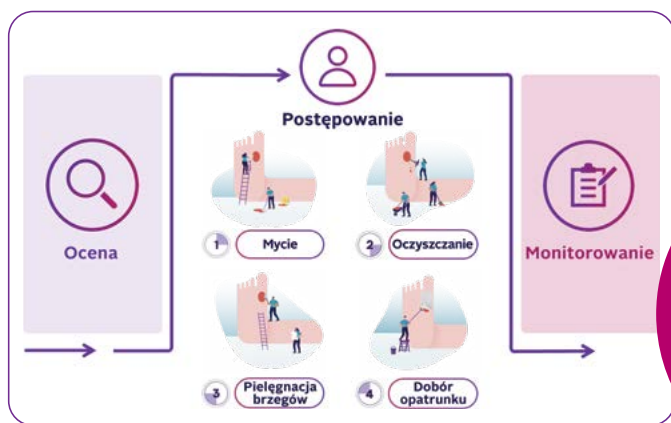 Postępowanie
Ocena
1 Mycie
2 Oczyszczanie
Monitorowanie
3 Pielęgnacja
brzegów
4 Dobór
opatrunku